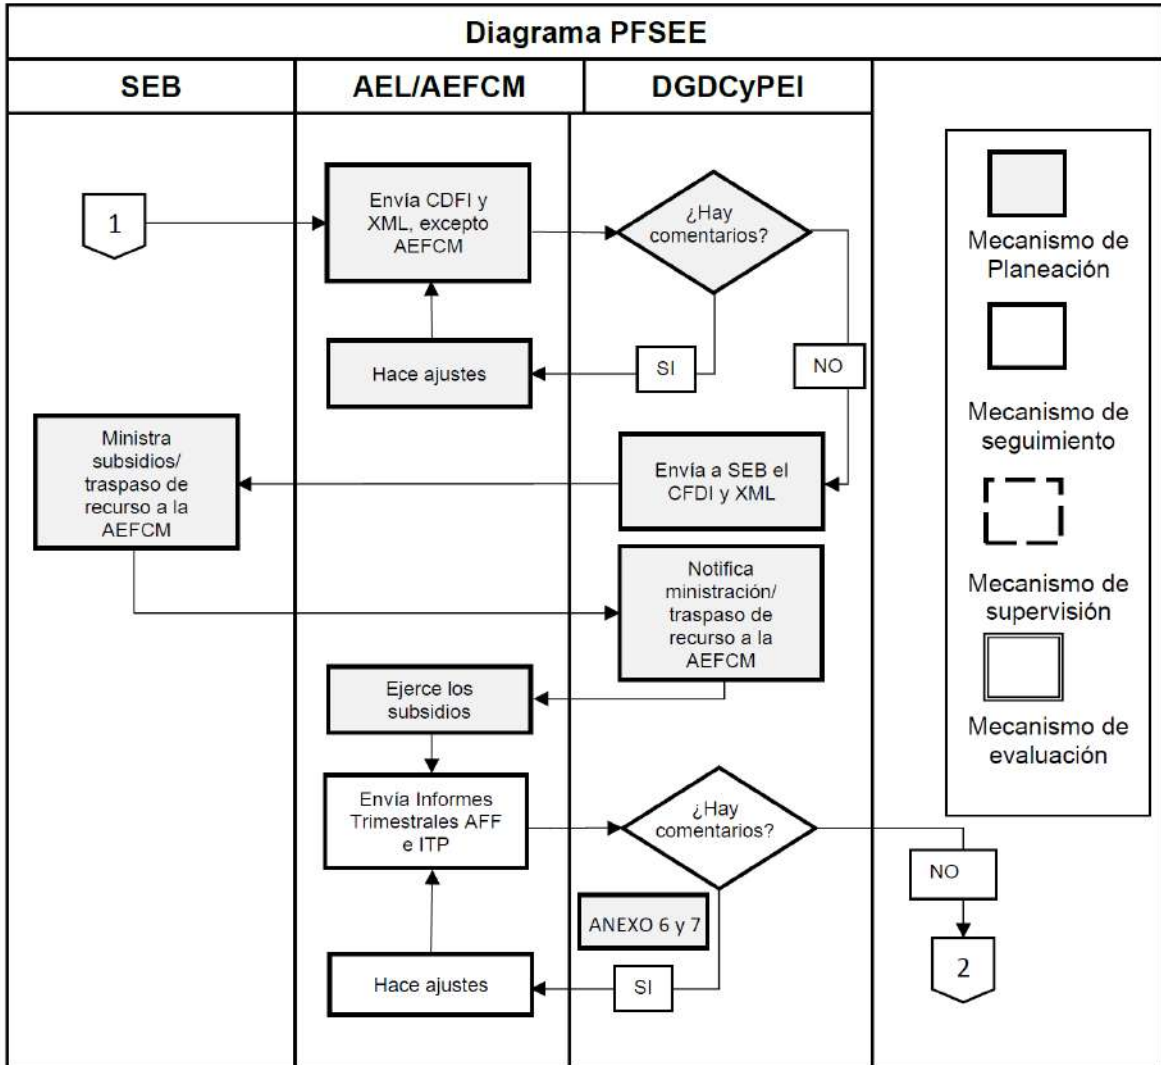 Diagrama PFSEE
SEB
AEL/AEFCM
DGDCyPEI
1
Envía CDFI y
XML, excepto
AEFCM
¿Hay
comentarios?
Hace ajustes
SI
NO
Ministra
subsidios/
traspaso de
recurso a la
AEFCM
Envía a SEB el
CFDI y XML
Notifica
ministración/
traspaso de
recurso a la
AEFCM
Ejerce los
subsidios
Envía Informes
Trimestrales AFF
e ITP
¿Hay
comentarios?
NO
ANEXO 6 y 7
Hace ajustes
SI
2
Mecanismo de
Planeación
Mecanismo de
seguimiento
Mecanismo de
supervisión
Mecanismo de
evaluación